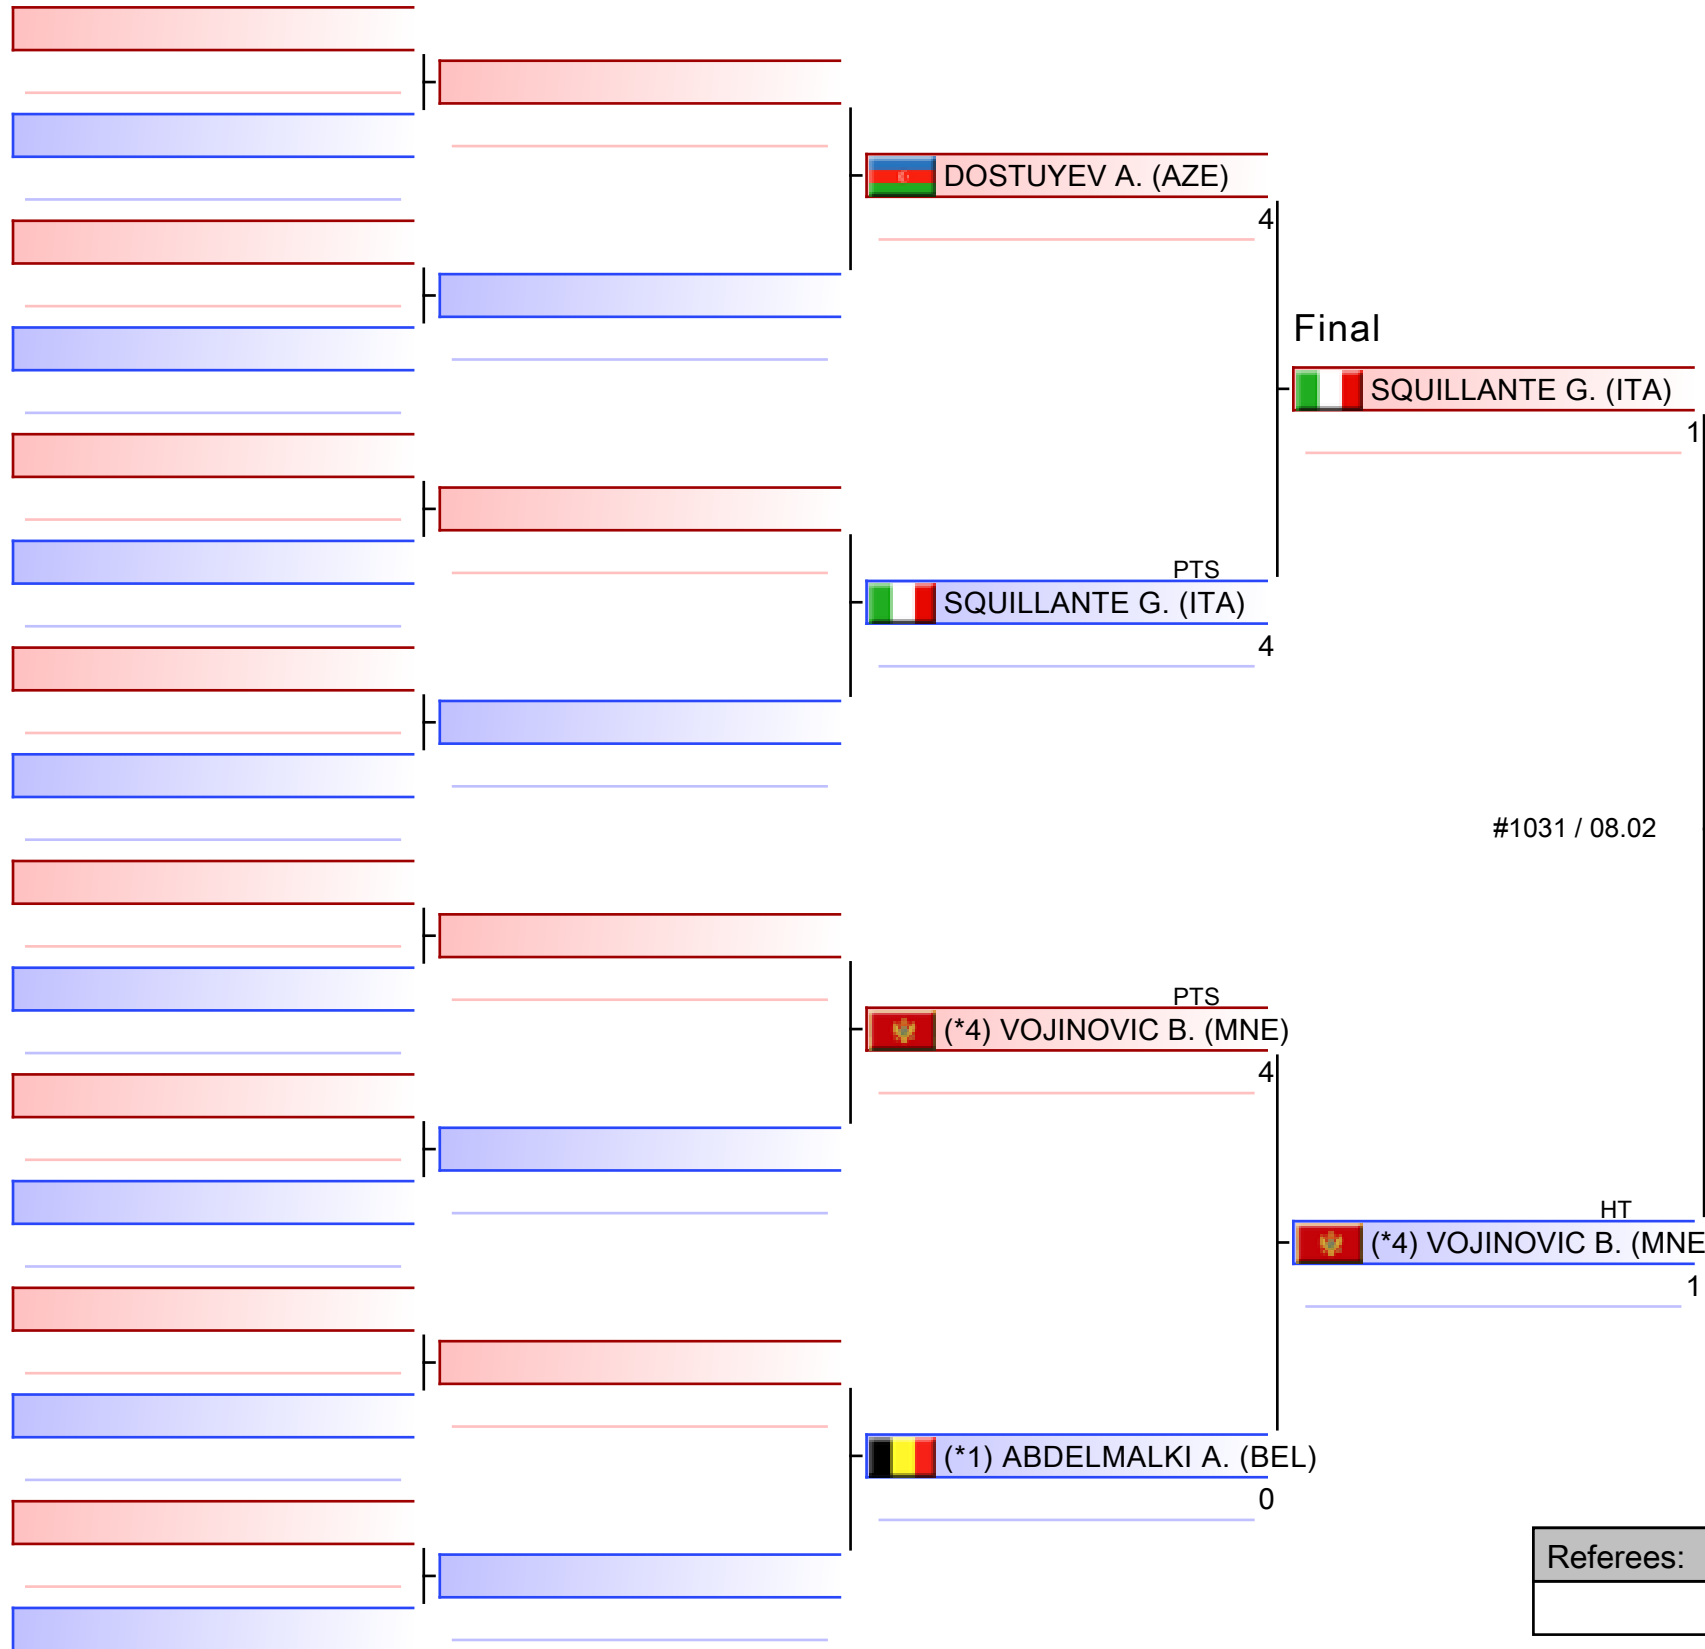 DOSTUYEV A. (AZE)
4
Final
SQUILLANTE G. (ITA)
1
PTS
SQUILLANTE G. (ITA)
4
#1031 / 08.02
PTS
(*4) VOJINOVIC B. (MNE)
4
HT
(*4) VOJINOVIC B. (MNE
1
(*1) ABDELMALKI A. (BEL)
0
Referees: